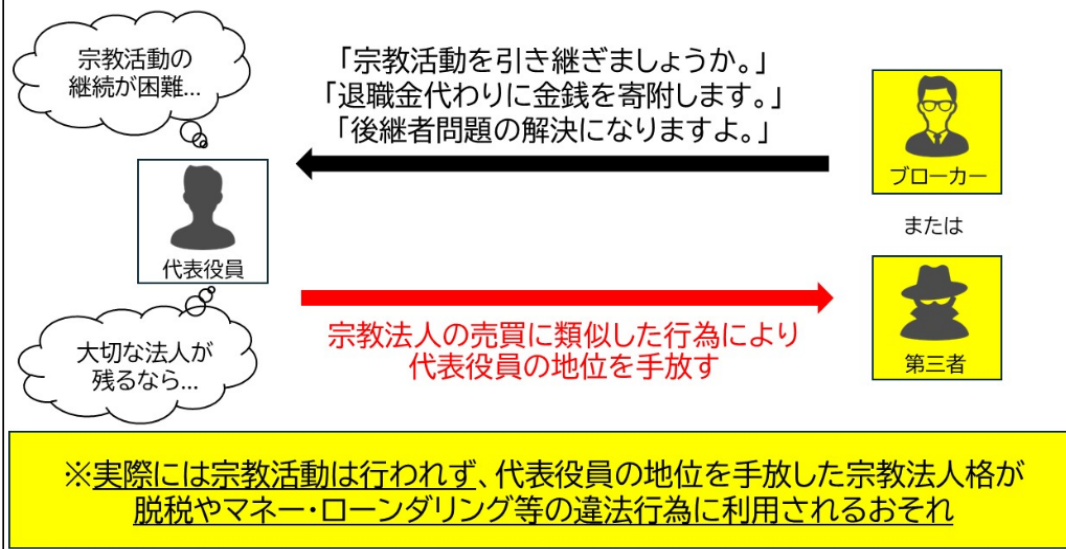 宗教活動の
継続が困難…
「宗教活動を引き継ぎましょうか。」
「退職金代わりに金銭を寄附します。」
「後継者問題の解決になりますよ。」
ブローカー
または
代表役員
第三者
大切な法人が
残るなら…
宗教法人の売買に類似した行為により
代表役員の地位を手放す
※実際には宗教活動は行われず、代表役員の地位を手放した宗教法人格が
脱税やマネー・ローンダリング等の違法行為に利用されるおそれ